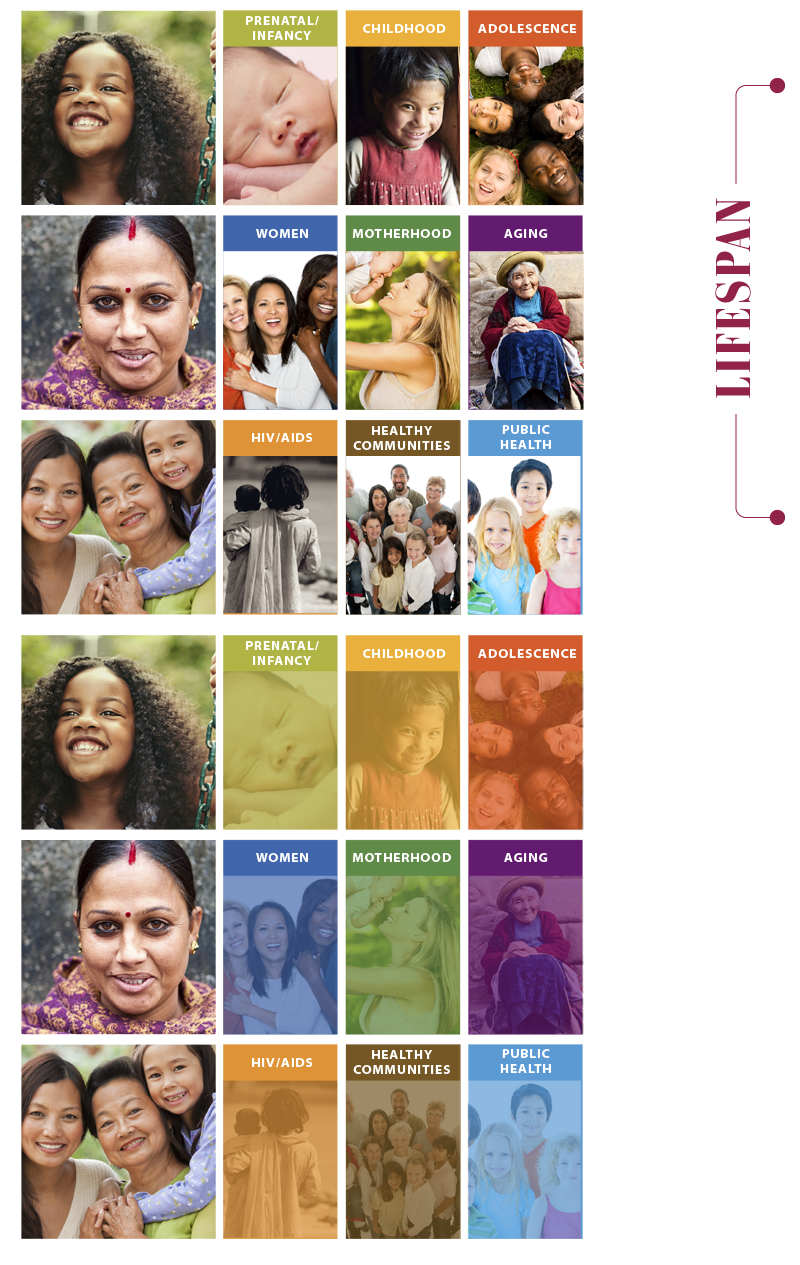 PRENATAL/
INFANCY
CHILDHOOD
ADOLESCENCE
WOMEN
MOTHERHOOD
AGING
HIV/AIDS
HEALTHY
COMMUNITIES
PUBLIC
HEALTH
LIFESPAN
PRENATAL/
INFANCY
CHILDHOOD
ADOLESCENCE
WOMEN
MOTHERHOOD
AGING
HIV/AIDS
HEALTHY
COMMUNITIES
PUBLIC
HEALTH